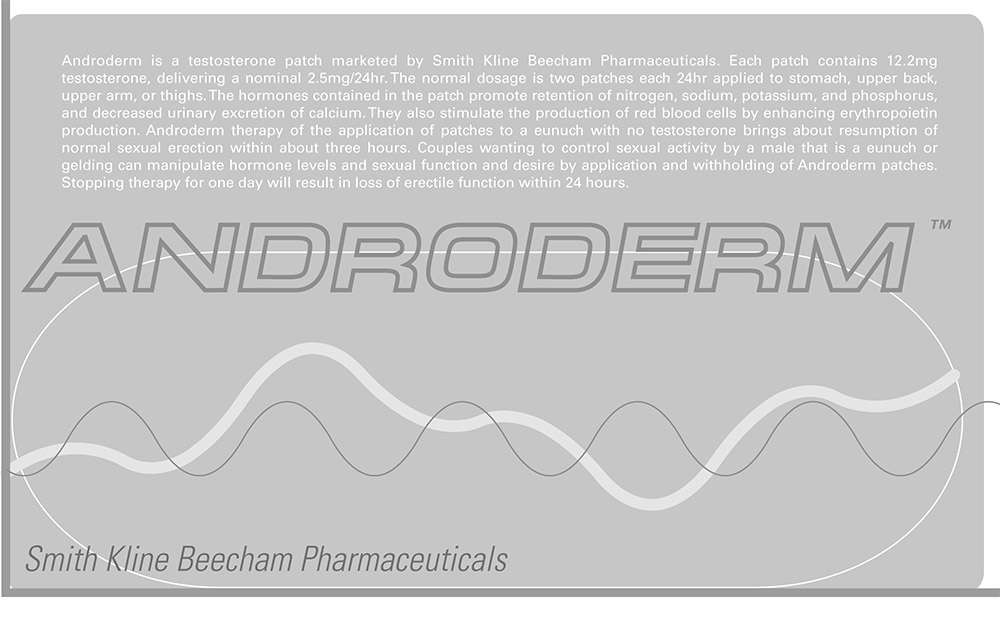 Androderm is a testosterone patch marketed by Smith Kline Beecham Pharmaceuticals. Each patch contains 12.2mg
testosterone, delivering a nominal 2.5mg/24hr. The normal dosage is two patches each 24hr applied to stomach, upper back,
upper arm, or thighs. The hormones contained in the patch promote retention of nitrogen, sodium, potassium, and phosphorus,
and decreased urinary excretion of calcium. They also stimulate the production of red blood cells by enhancing erythropoietin
production. Androderm therapy of the application of patches to a eunuch with no testosterone brings about resumption of
normal sexual erection within about three hours. Couples wanting to control sexual activity by a male that is a eunuch or
gelding can manipulate hormone levels and sexual function and desire by application and withholding of Androderm patches.
Stopping therapy for one day will result in loss of erectile function within 24 hours.
ANDRODERM ™
Smith Kline Beecham Pharmaceuticals